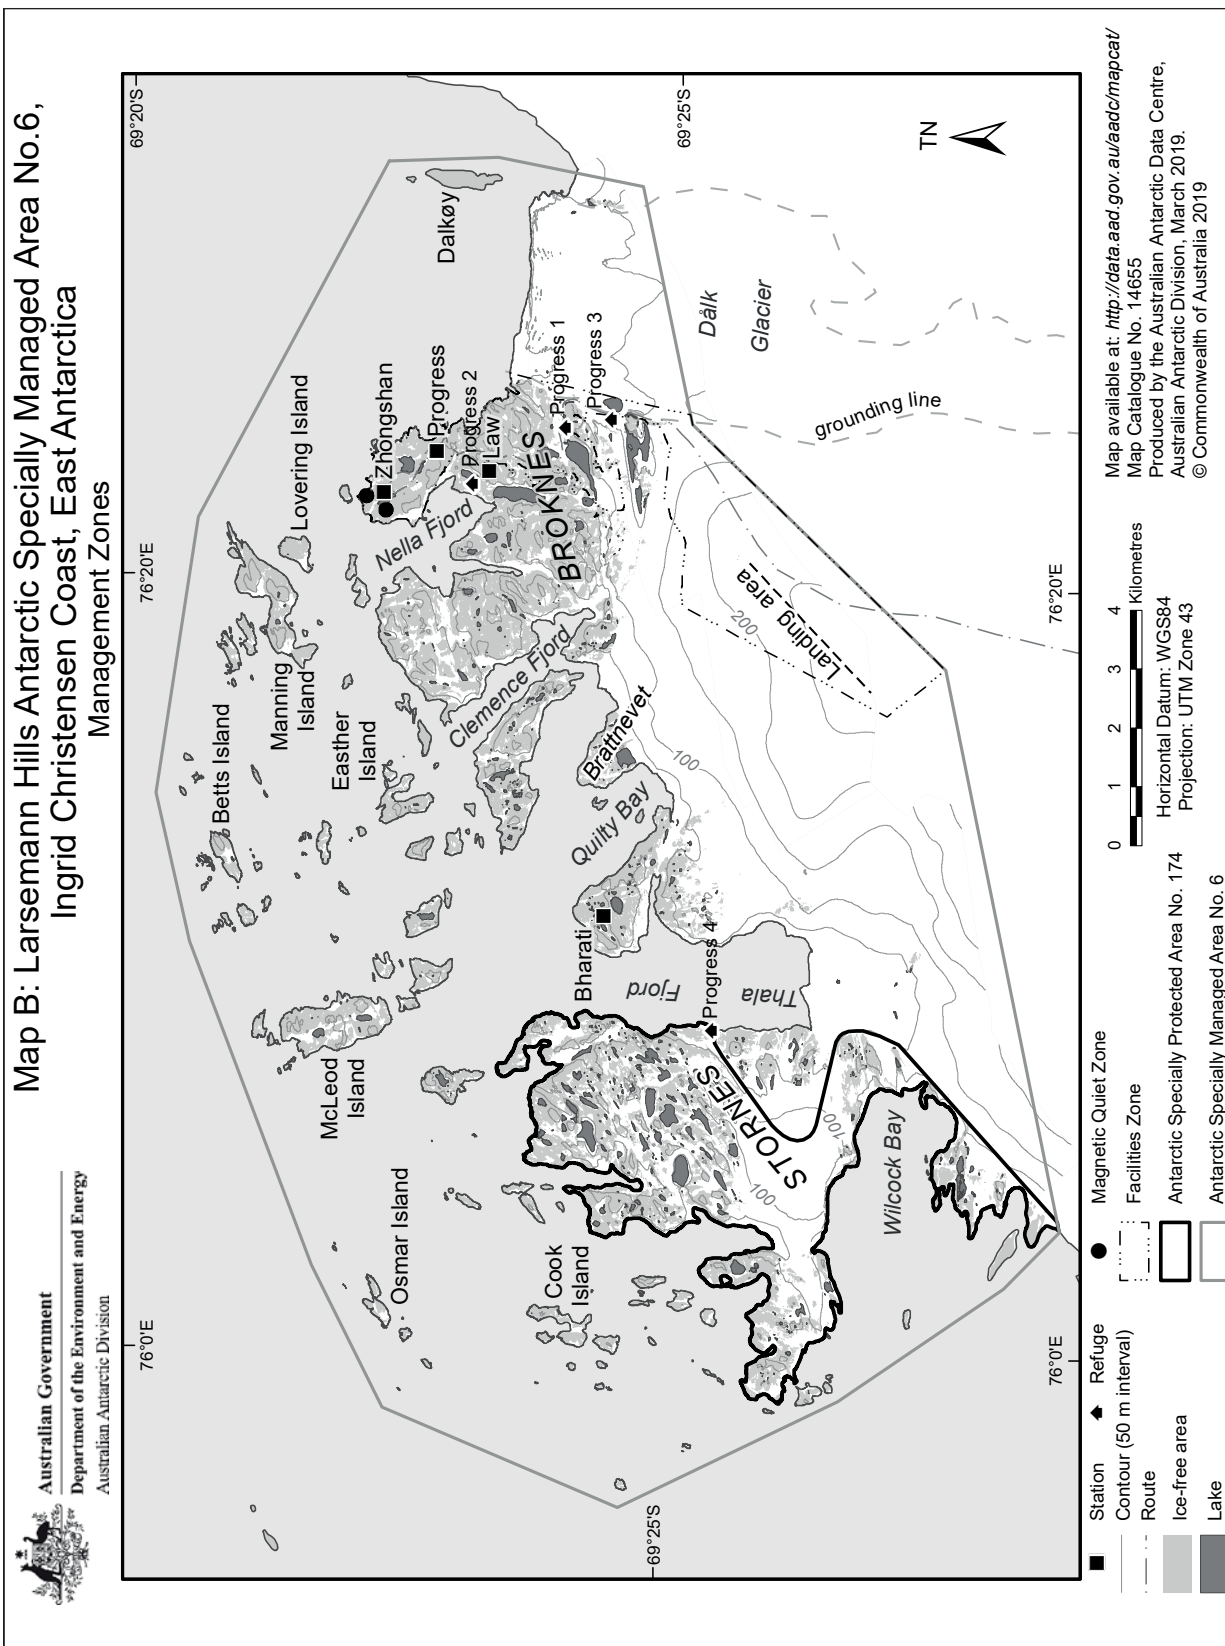 Map B: Larsemann Hills Antarctic Specially Managed Area No.6,
Ingrid Christensen Coast, East Antarctica
Management Zones
Australian Government
Department of the Environment and Energy
Australian Antarctic Division
76°0'E
76°20'E
69°20'S
69°25'S
69°25'S
76°0'E
76°20'E
Betts Island
Manning
Island
Lovering Island
Easther
Island
McLeod
Island
Osmar Island
Cook
Island
Dalkøy
Zhongshan
Progress
Progress 2
Law
Nella Fjord
BROKNES
Progress 1
Progress 3
Clemence Fjord
Brattnevet
Quilty Bay
Bharati
Thala
Fjord
Progress 4
STORNES
Wilcock Bay
100
100
100
200
Landing area
Dålk
Glacier
grounding line
TN
Station
Refuge
Magnetic Quiet Zone
Contour (50 m interval)
Facilities Zone
Route
Ice-free area
Antarctic Specially Protected Area No. 174
Lake
Antarctic Specially Managed Area No. 6
0 1 2 3 4
Kilometres
Horizontal Datum: WGS84
Projection: UTM Zone 43
Map available at: http://data.aad.gov.au/aadc/mapcat/
Map Catalogue No. 14655
Produced by the Australian Antarctic Data Centre,
Australian Antarctic Division, March 2019.
© Commonwealth of Australia 2019